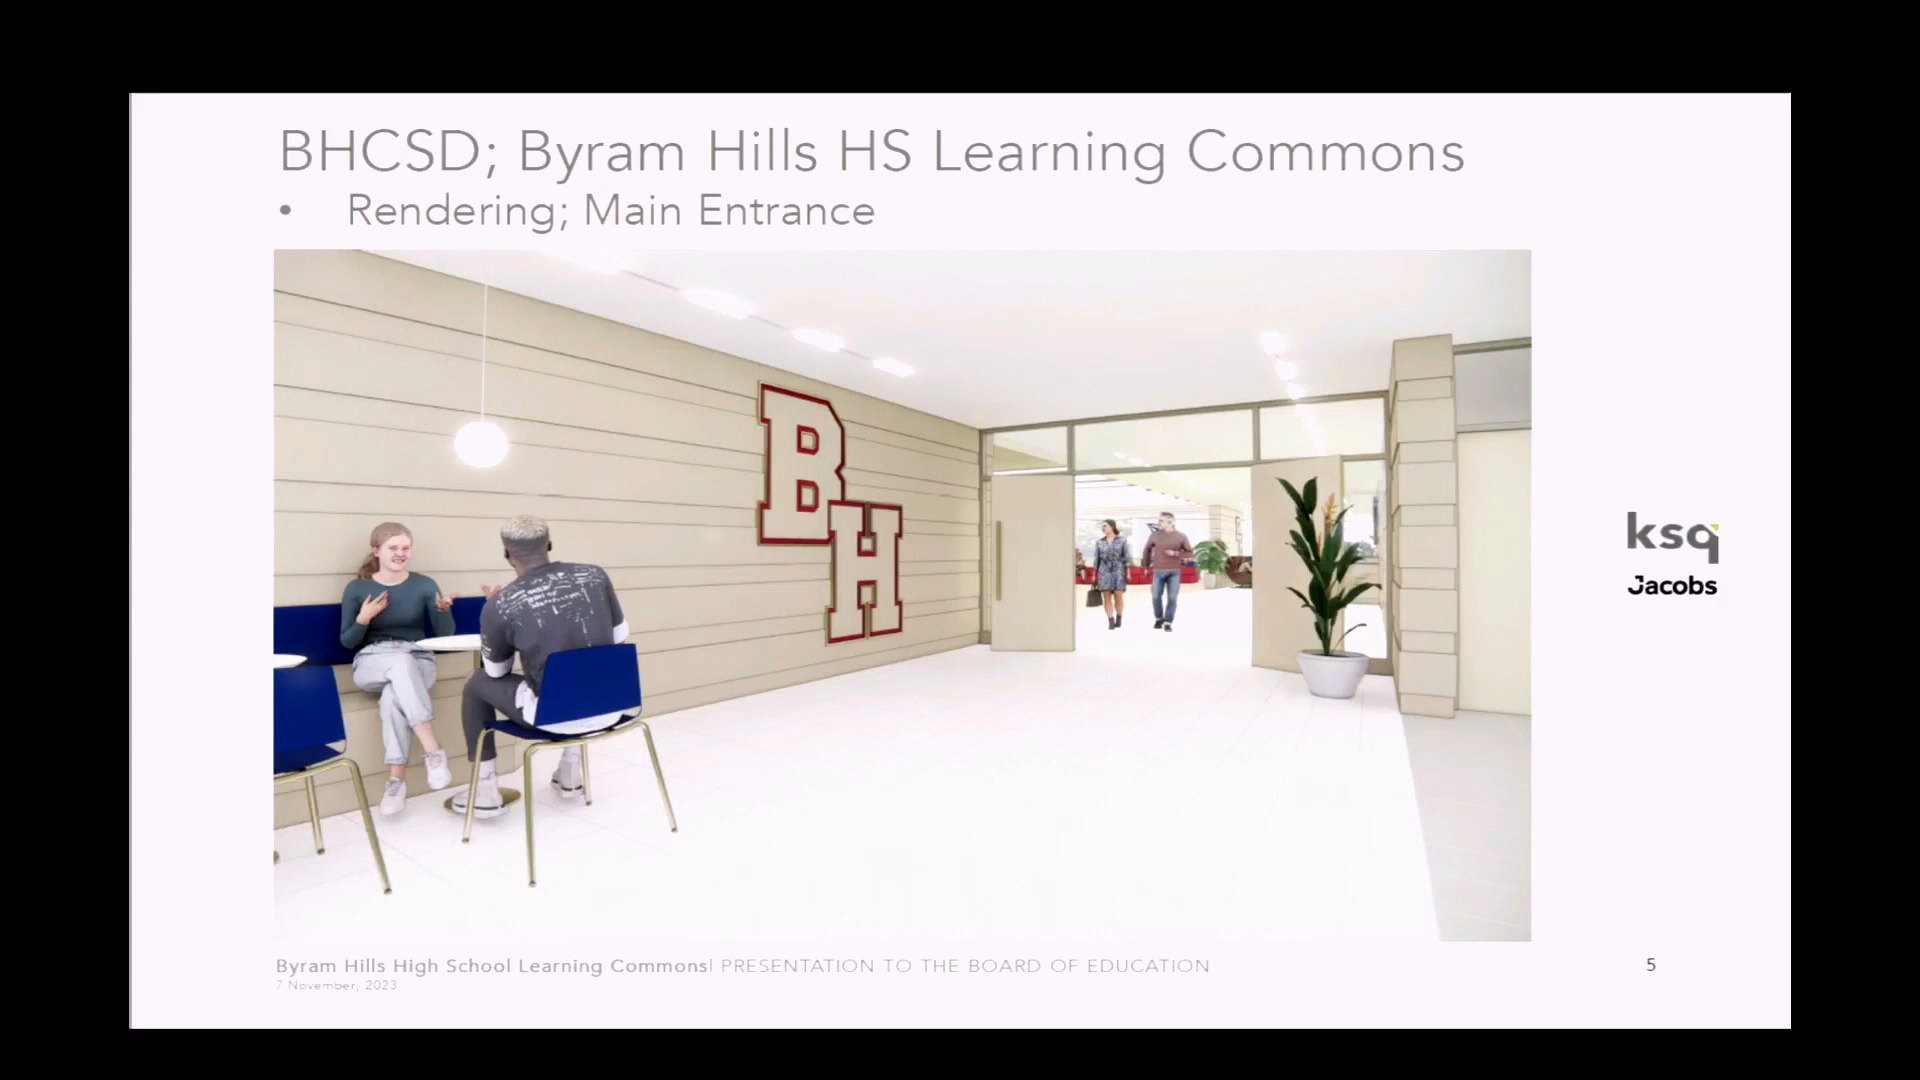 BHCSD; Byram Hills HS Learning Commons
• Rendering; Main Entrance
BH
ksq
Jacobs
Byram Hills High School Learning Commons| PRESENTATION TO THE BOARD OF EDUCATION
7 November, 2023
5